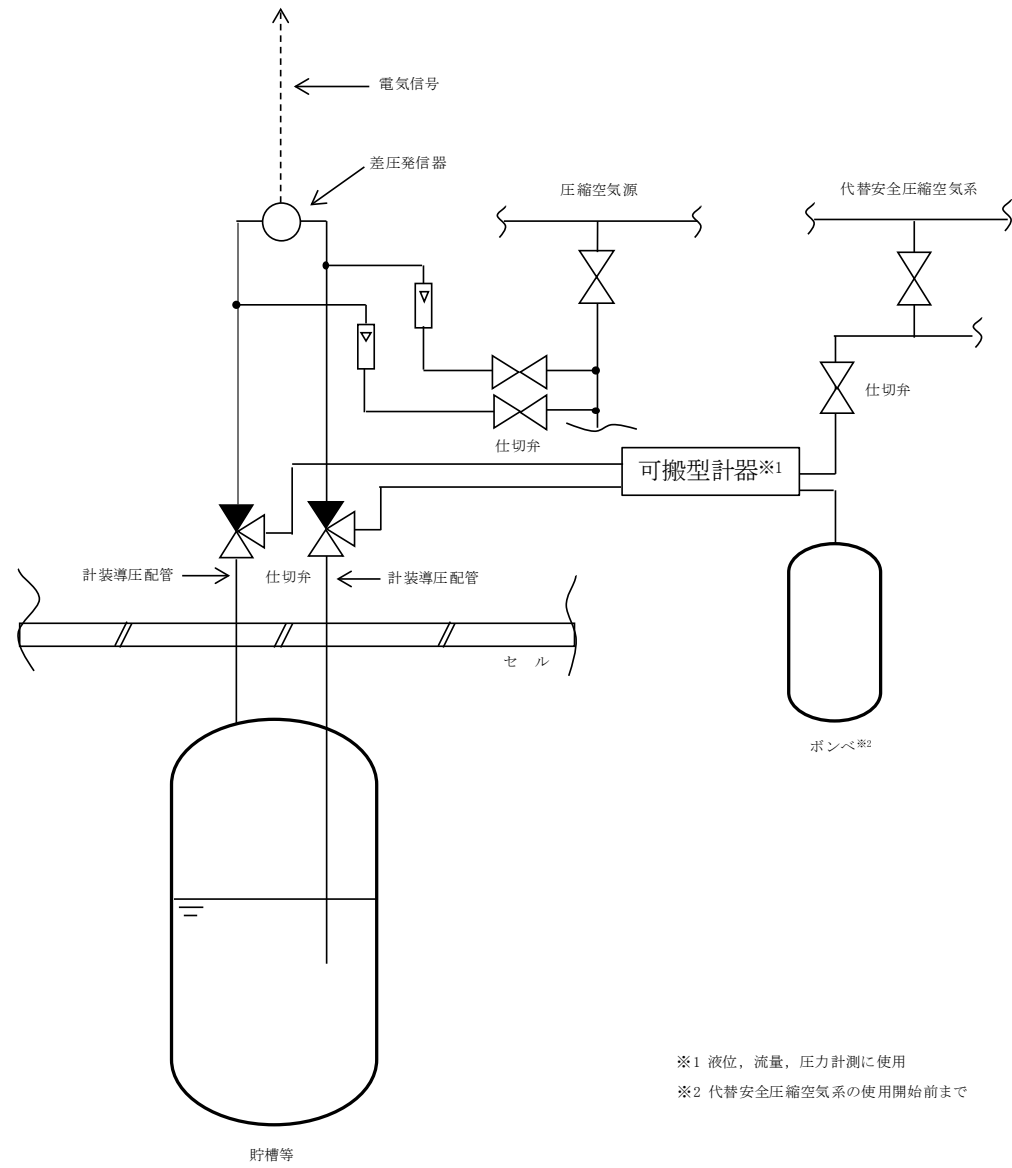 電気信号
差圧発信器
圧縮空気源
代替安全圧縮空気系
仕切弁
仕切弁
可搬型計器※1
計装導圧配管
仕切弁
計装導圧配管
セル
ボンベ※2
※1 液位，流量，圧力計測に使用
※2 代替安全圧縮空気系の使用開始前まで
貯槽等